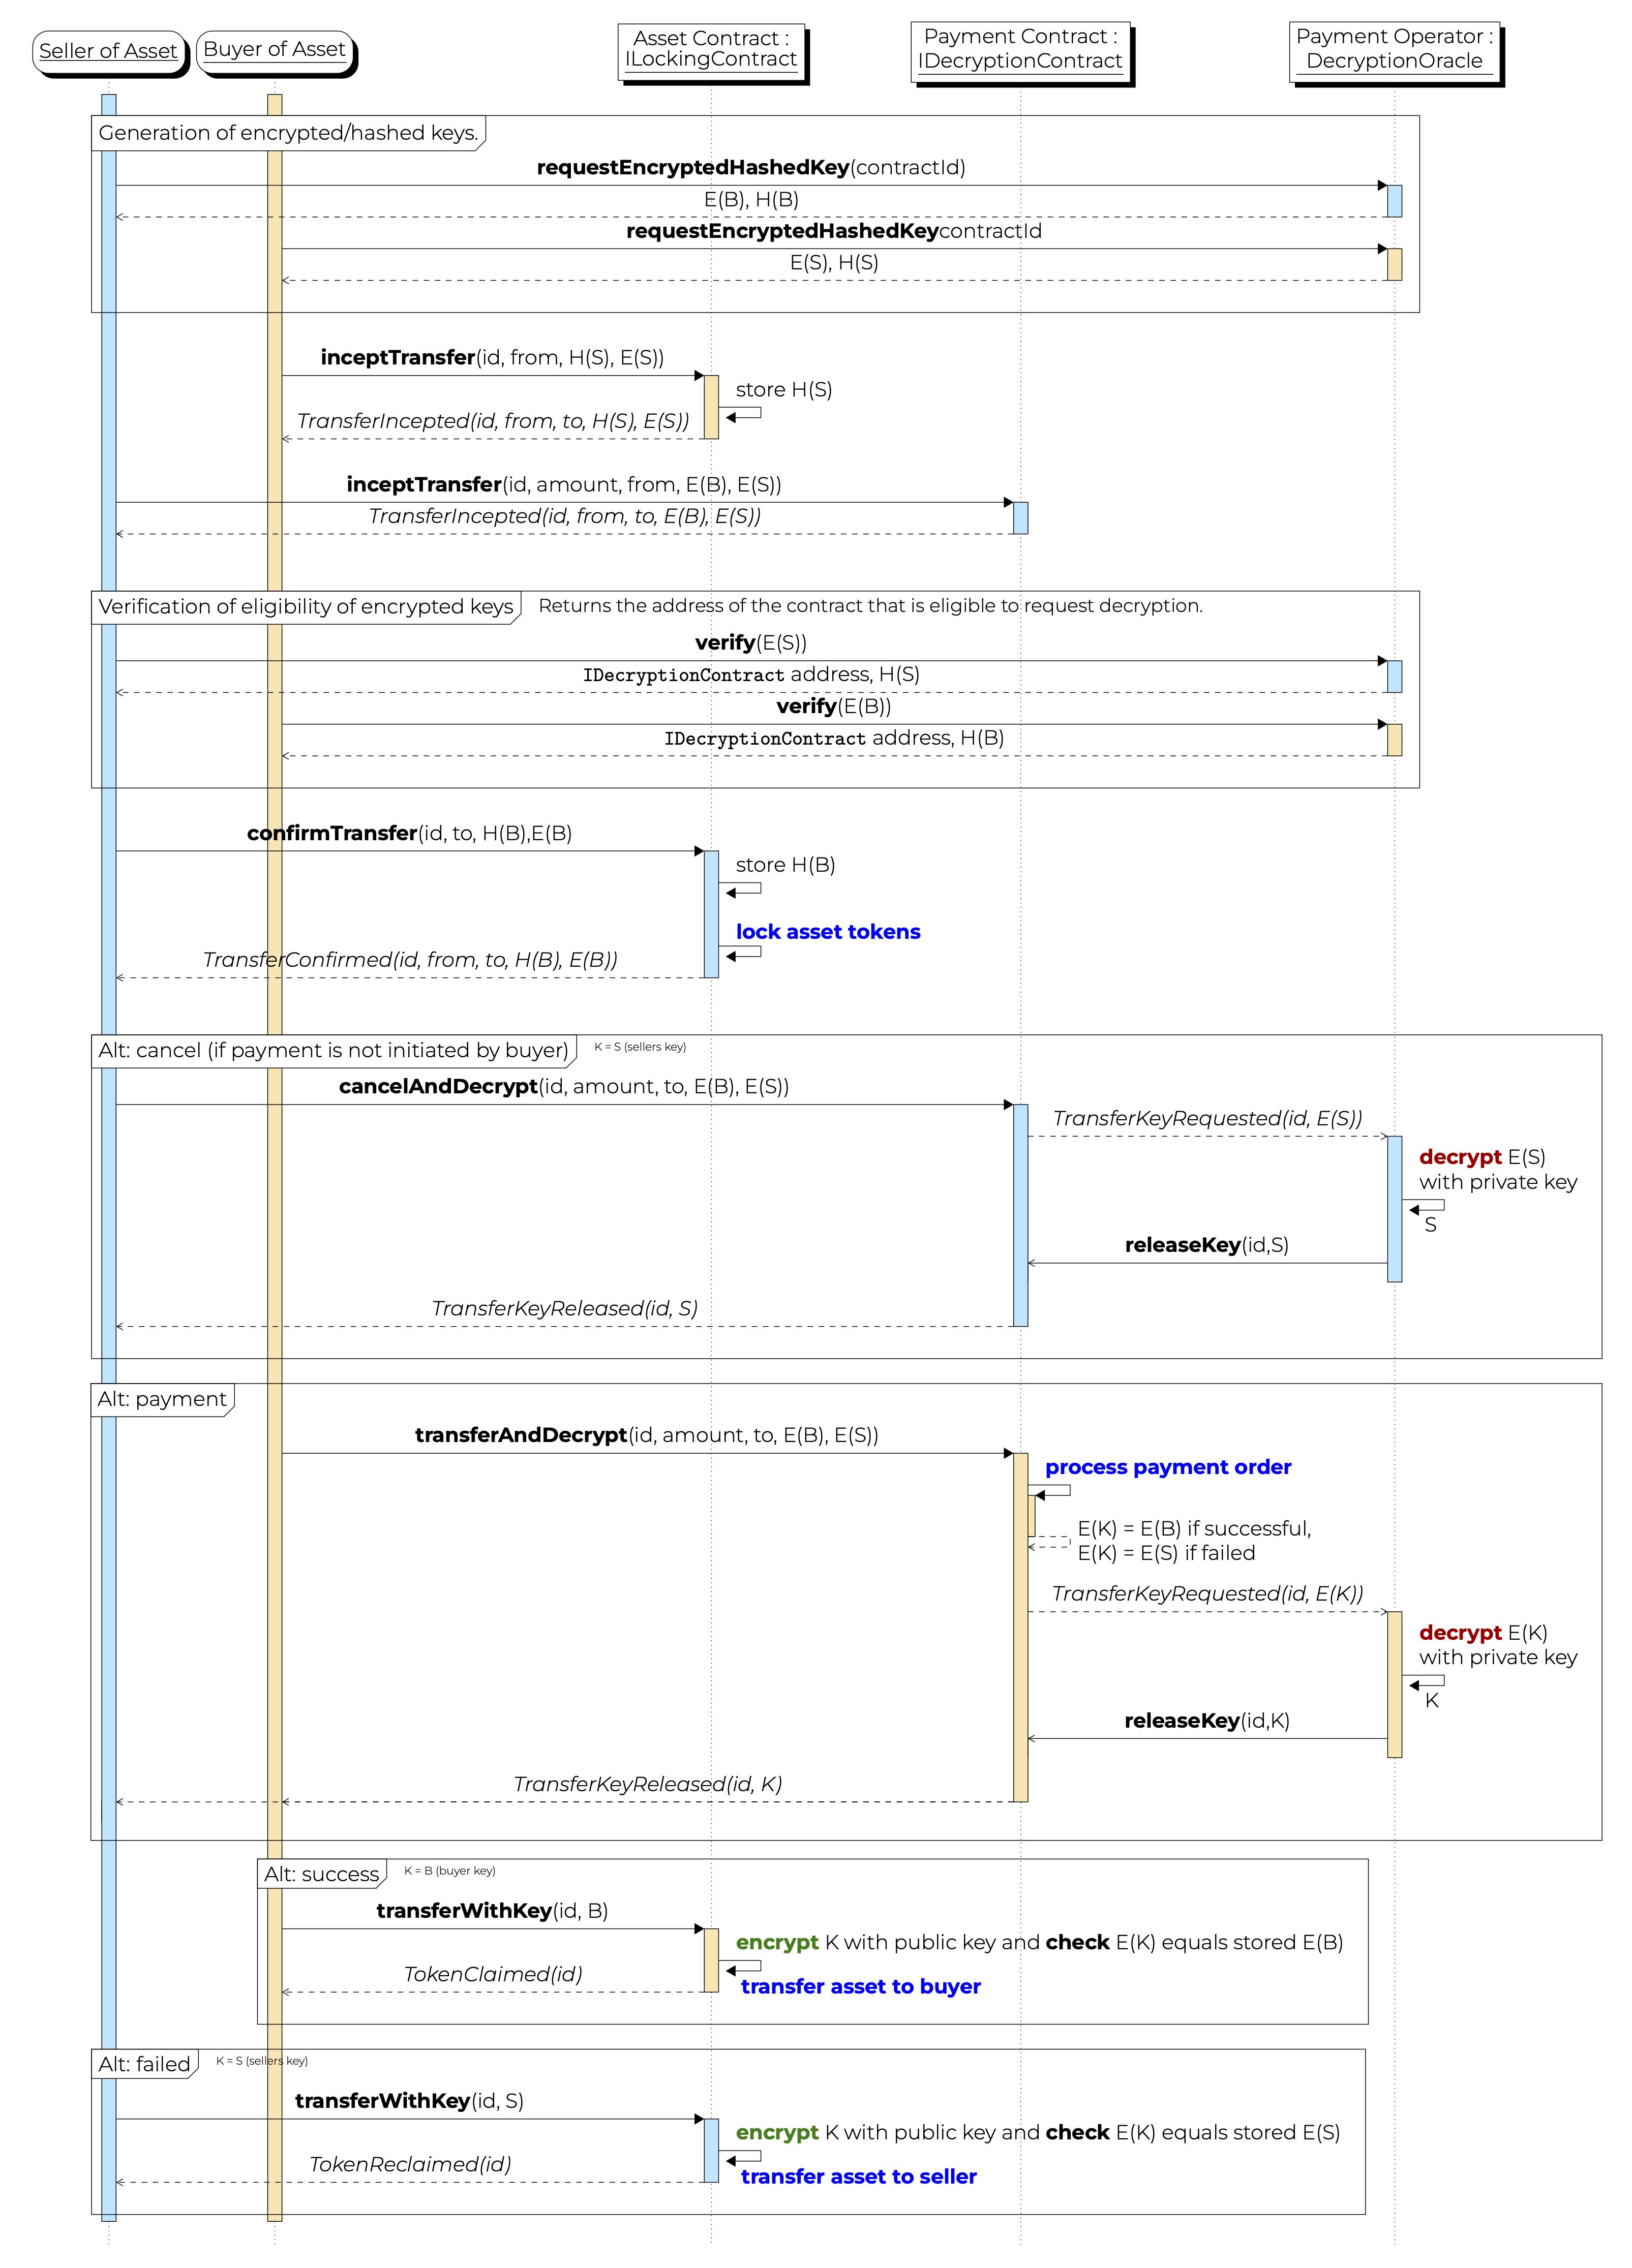 Seller of Asset
Buyer of Asset
Asset Contract :
ILockingContract
Payment Contract :
IDecryptionContract
Payment Operator :
DecryptionOracle
Generation of encrypted/hashed keys.
requestEncryptedHashedKey(contractId)
E(B), H(B)
requestEncryptedHashedKeycontractId
E(S), H(S)
inceptTransfer(id, from, H(S), E(S))
store H(S)
TransferIncepted(id, from, to, H(S), E(S))
inceptTransfer(id, amount, from, E(B), E(S))
TransferIncepted(id, from, to, E(B), E(S))
Verification of eligibility of encrypted keys
Returns the address of the contract that is eligible to request decryption.
verify(E(S))
IDecryptionContract address, H(S)
verify(E(B))
IDecryptionContract address, H(B)
confirmTransfer(id, to, H(B),E(B)
store H(B)
lock asset tokens
TransferConfirmed(id, from, to, H(B), E(B))
Alt: cancel (if payment is not initiated by buyer)
K = S (sellers key)
cancelAndDecrypt(id, amount, to, E(B), E(S))
TransferKeyRequested(id, E(S))
decrypt E(S)
with private key
S
releaseKey(id,S)
TransferKeyReleased(id, S)
Alt: payment
transferAndDecrypt(id, amount, to, E(B), E(S))
process payment order
E(K) = E(B) if successful,
E(K) = E(S) if failed
TransferKeyRequested(id, E(K))
decrypt E(K)
with private key
K
releaseKey(id,K)
TransferKeyReleased(id, K)
Alt: success
K = B (buyer key)
transferWithKey(id, B)
encrypt K with public key and check E(K) equals stored E(B)
TokenClaimed(id)
transfer asset to buyer
Alt: failed
K = S (sellers key)
transferWithKey(id, S)
encrypt K with public key and check E(K) equals stored E(S)
TokenReclaimed(id)
transfer asset to seller